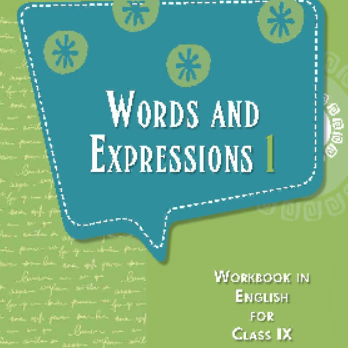 WORDS AND
EXPRESSIONS 1
WORKBOOK IN
ENGLISH
FOR
CLASS IX